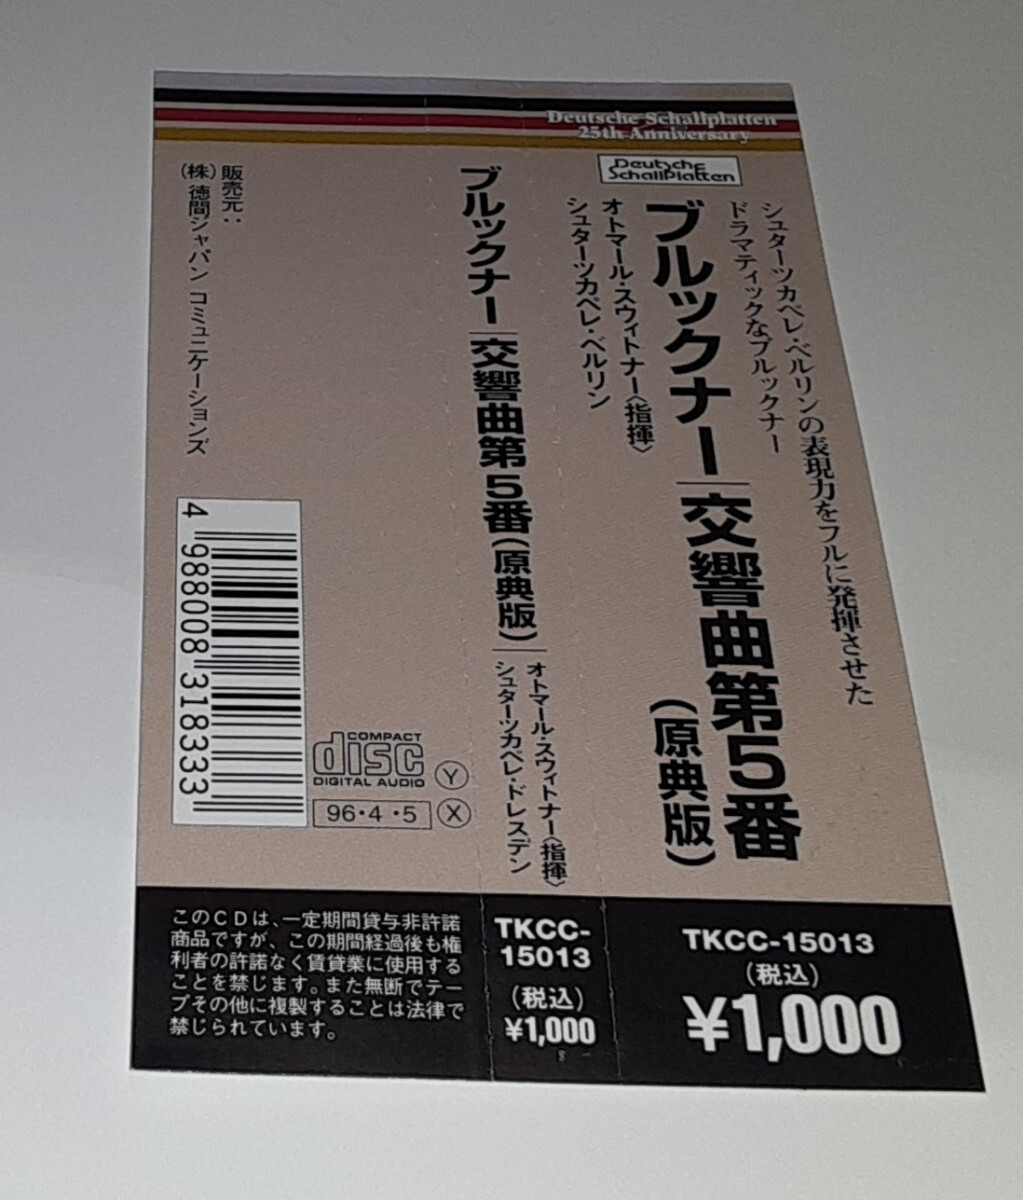 Deutsche Schallplatten
25th Anniversary
Deutsche
Schallplatten
シュターツカペレ・ベルリンの表現力をフルに発揮させた
ドラマティックなブルックナー
ブルックナー|交響曲第5番
(原典版)
オトマール・スウィトナー〈指揮〉
シュターツカペレ・ベルリン
TKCC-15013
(税込)
¥1,000
ブルックナー|交響曲第5番(原典版)
オトマール・スウィトナー〈指揮〉
シュターツカペレ・ドレスデン
TKCC-
15013
(税込)
¥1,000
販売元:
(株)徳間ジャパン コミュニケーションズ
4 988008 318333
COMPACT
disc
DIGITAL AUDIO
Y
96・4・5
X
このCDは、一定期間貸与非許諾
商品ですが、この期間経過後も権
利者の許諾なく賃貸業に使用する
ことを禁じます。また無断でテー
プその他に複製することは法律で
禁じられています。